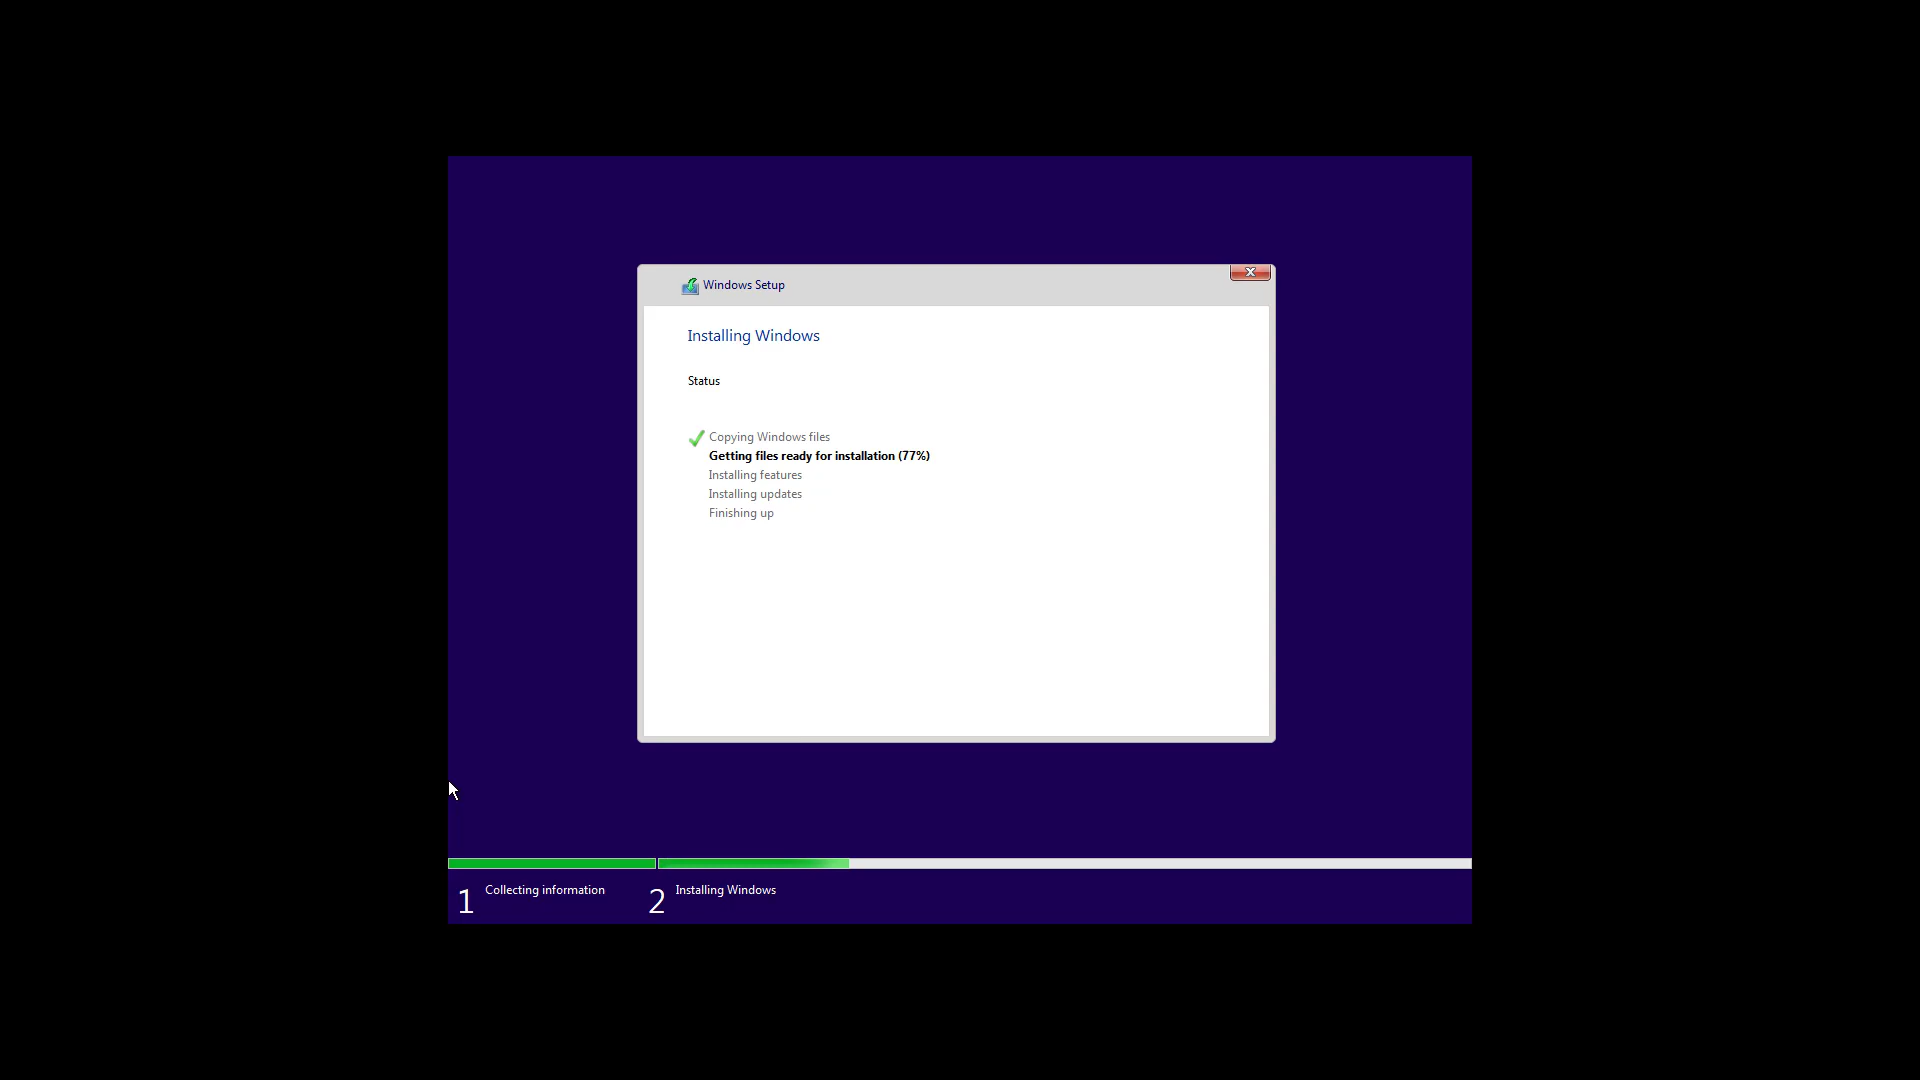 Windows Setup
Installing Windows
Status
Copying Windows files
Getting files ready for installation (77%)
Installing features
Installing updates
Finishing up
1 Collecting information 2 Installing Windows